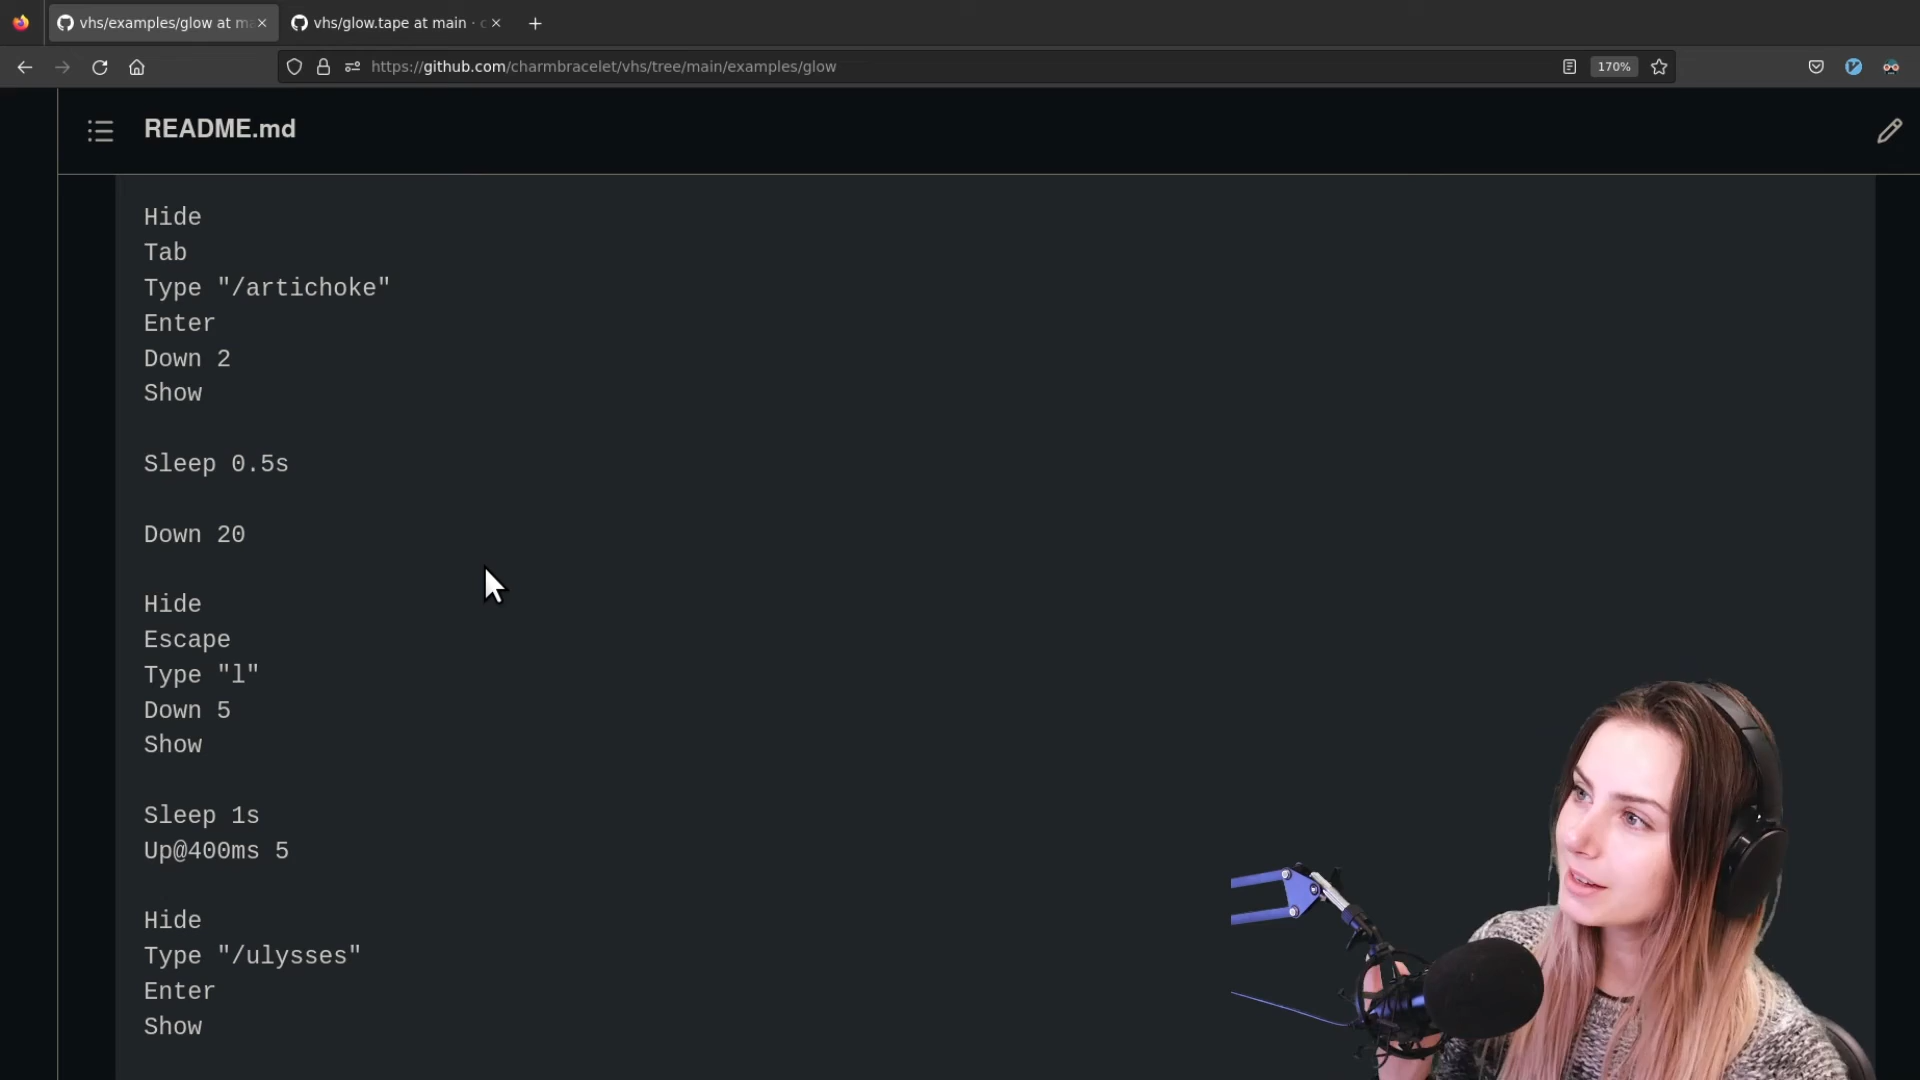 vhs/examples/glow at ma
vhs/glow.tape at main · c
https://github.com/charmbracelet/vhs/tree/main/examples/glow
170%
README.md
Hide
Tab
Type "/artichoke"
Enter
Down 2
Show
Sleep 0.5s
Down 20
Hide
Escape
Type "l"
Down 5
Show
Sleep 1s
Up@400ms 5
Hide
Type "/ulysses"
Enter
Show